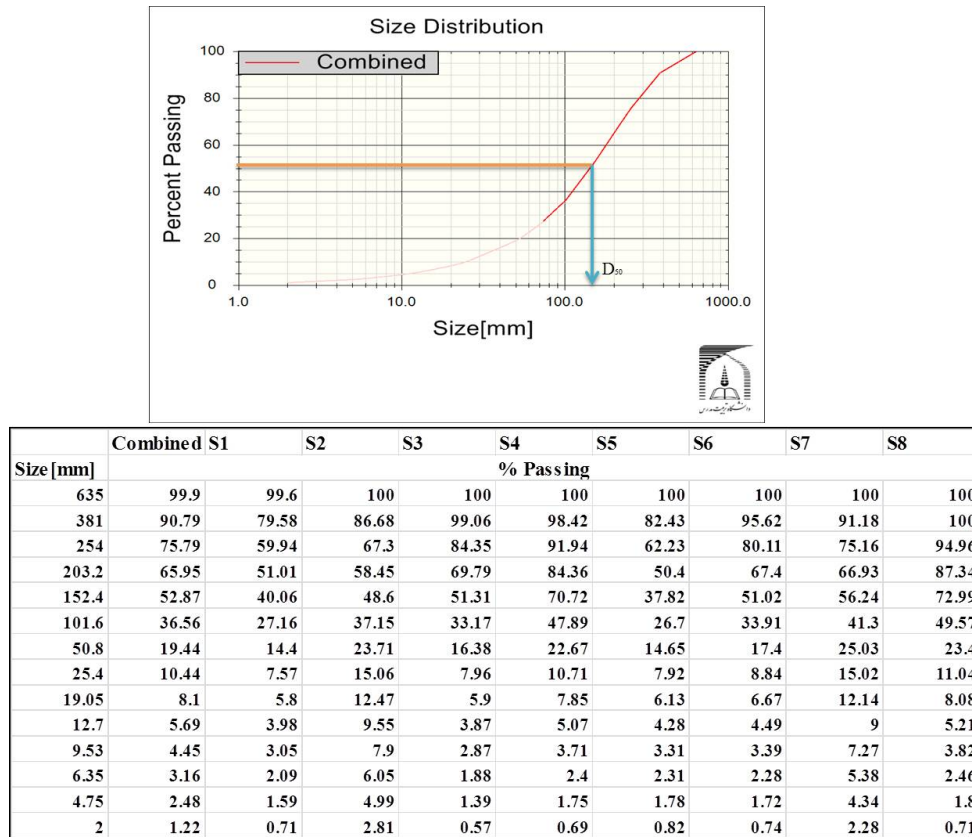 Size Distribution
Combined
Percent Passing
100
80
60
40
20
0
D50
1.0 10.0 100.0 1000.0
Size[mm]
دانشگاه تربیت مدرس
Combined S1 S2 S3 S4 S5 S6 S7 S8
Size [mm] % Passing
635 99.9 99.6 100 100 100 100 100 100 100
381 90.79 79.58 86.68 99.06 98.42 82.43 95.62 91.18 100
254 75.79 59.94 67.3 84.35 91.94 62.23 80.11 75.16 94.96
203.2 65.95 51.01 58.45 69.79 84.36 50.4 67.4 66.93 87.34
152.4 52.87 40.06 48.6 51.31 70.72 37.82 51.02 56.24 72.99
101.6 36.56 27.16 37.15 33.17 47.89 26.7 33.91 41.3 49.57
50.8 19.44 14.4 23.71 16.38 22.67 14.65 17.4 25.03 23.4
25.4 10.44 7.57 15.06 7.96 10.71 7.92 8.84 15.02 11.04
19.05 8.1 5.8 12.47 5.9 7.85 6.13 6.67 12.14 8.08
12.7 5.69 3.98 9.55 3.87 5.07 4.28 4.49 9 5.21
9.53 4.45 3.05 7.9 2.87 3.71 3.31 3.39 7.27 3.82
6.35 3.16 2.09 6.05 1.88 2.4 2.31 2.28 5.38 2.46
4.75 2.48 1.59 4.99 1.39 1.75 1.78 1.72 4.34 1.8
2 1.22 0.71 2.81 0.57 0.69 0.82 0.74 2.28 0.71